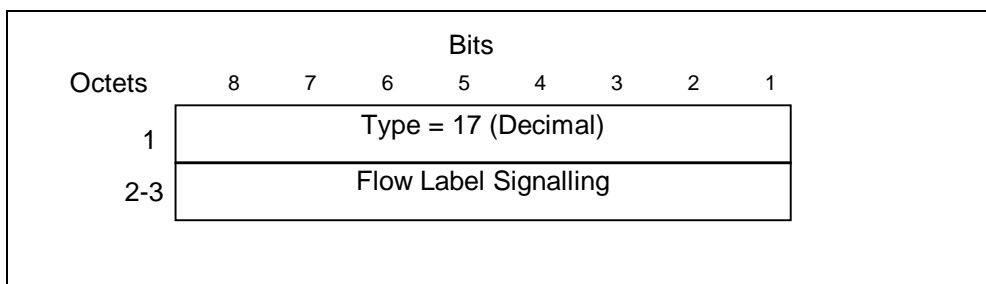 Bits
Octets 8 7 6 5 4 3 2 1
1 Type = 17 (Decimal)
2-3 Flow Label Signalling